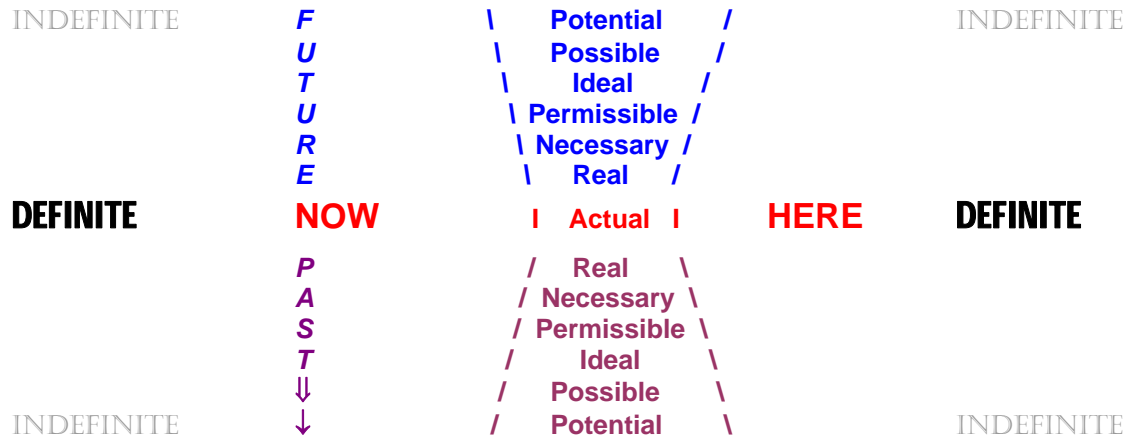 INDEFINITE F \ Potential / INDEFINITE
U \ Possible /
T \ Ideal /
U \ Permissible /
R \ Necessary /
E \ Real /
DEFINITE NOW I Actual I HERE DEFINITE
P / Real \
A / Necessary \
S / Permissible \
T / Ideal \
⇓ / Possible \
INDEFINITE ↓ / Potential \ INDEFINITE